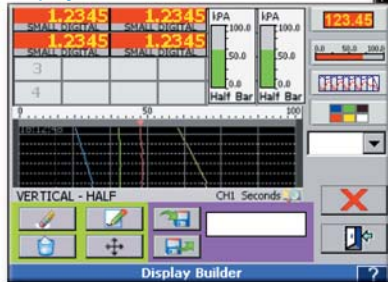 1.2345 1.2345
SMALL DIGITAL SMALL DIGITAL
1.2345 1.2345
SMALL DIGITAL SMALL DIGITAL
3
4
kPA kPA
100.0 100.0
50.0 50.0
0.0 0.0
Half Bar Half Bar
123.45
0.0 50.0 100.0
0 50 100
VERTICAL - HALF CH1 Seconds
Display Builder ?